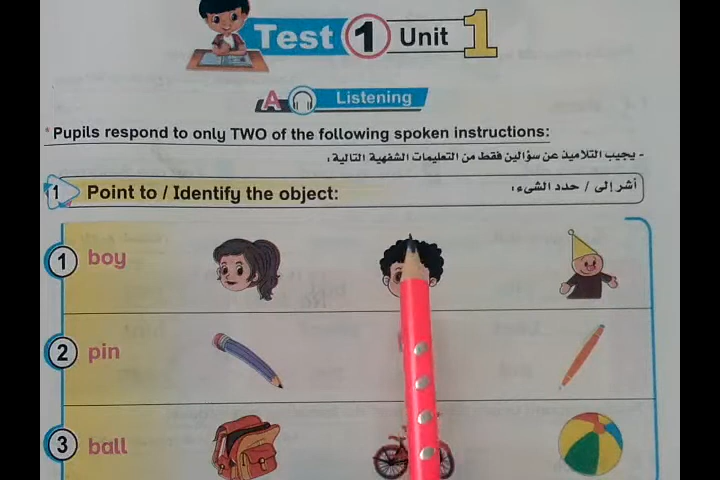 Test 1 Unit 1
A Listening
* Pupils respond to only TWO of the following spoken instructions:
- يجيب التلاميذ عن سؤالين فقط من التعليمات الشفهية التالية:
1 Point to / Identify the object: أشر إلى / حدد الشىء:
1 boy
2 pin
3 ball